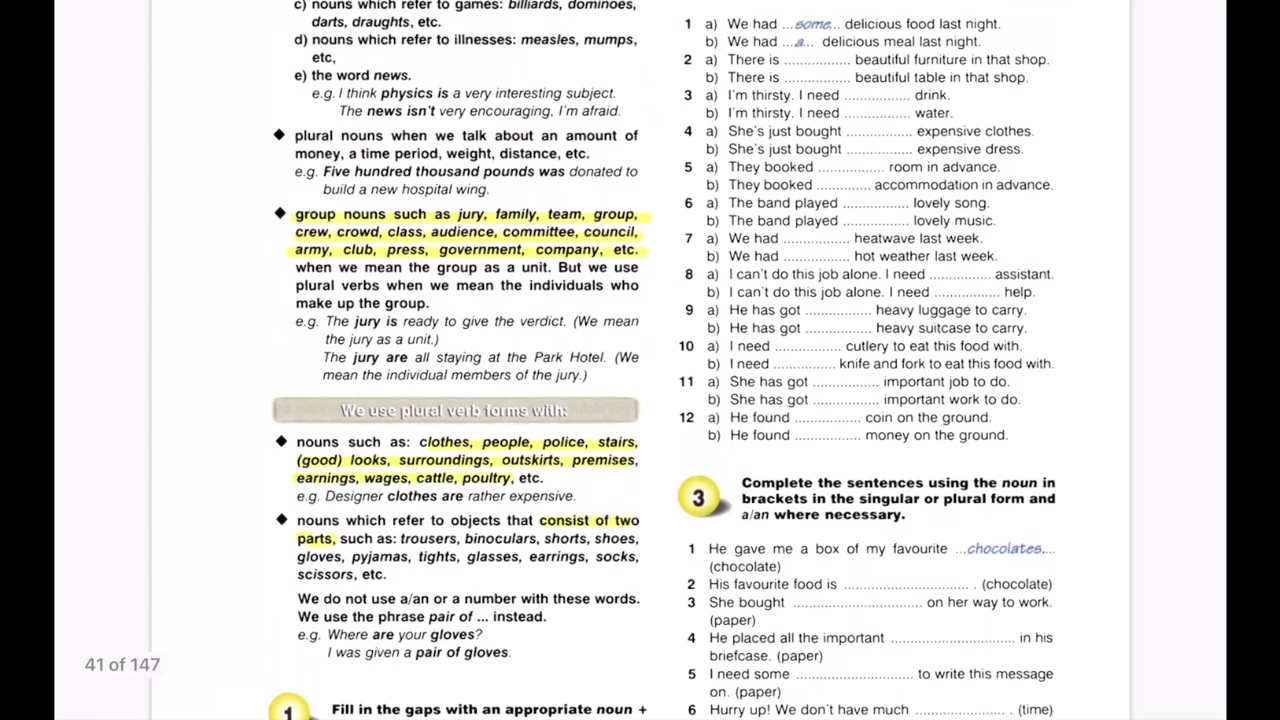 c) nouns which refer to games: billiards, dominoes,
darts, draughts, etc.
d) nouns which refer to illnesses: measles, mumps,
etc,
e) the word news.
e.g. I think physics is a very interesting subject.
The news isn't very encouraging, I'm afraid.
◆ plural nouns when we talk about an amount of
money, a time period, weight, distance, etc.
e.g. Five hundred thousand pounds was donated to
build a new hospital wing.
◆ group nouns such as jury, family, team, group,
crew, crowd, class, audience, committee, council,
army, club, press, government, company, etc.
when we mean the group as a unit. But we use
plural verbs when we mean the individuals who
make up the group.
e.g. The jury is ready to give the verdict. (We mean
the jury as a unit.)
The jury are all staying at the Park Hotel. (We
mean the individual members of the jury.)
We use plural verb forms with:
◆ nouns such as: clothes, people, police, stairs,
(good) looks, surroundings, outskirts, premises,
earnings, wages, cattle, poultry, etc.
e.g. Designer clothes are rather expensive.
◆ nouns which refer to objects that consist of two
parts, such as: trousers, binoculars, shorts, shoes,
gloves, pyjamas, tights, glasses, earrings, socks,
scissors, etc.
We do not use a/an or a number with these words.
We use the phrase pair of ... instead.
e.g. Where are your gloves?
I was given a pair of gloves.
41 of 147
1 Fill in the gaps with an appropriate noun +
1 a) We had ...some... delicious food last night.
b) We had ...a... delicious meal last night.
2 a) There is ................ beautiful furniture in that shop.
b) There is ................ beautiful table in that shop.
3 a) I'm thirsty. I need ................ drink.
b) I'm thirsty. I need ................ water.
4 a) She's just bought ................ expensive clothes.
b) She's just bought ................ expensive dress.
5 a) They booked ................ room in advance.
b) They booked ............. accommodation in advance.
6 a) The band played ................ lovely song.
b) The band played ................ lovely music.
7 a) We had ................ heatwave last week.
b) We had ................ hot weather last week.
8 a) I can't do this job alone. I need ............... assistant.
b) I can't do this job alone. I need ................ help.
9 a) He has got ................ heavy luggage to carry.
b) He has got ................ heavy suitcase to carry.
10 a) I need ................ cutlery to eat this food with.
b) I need ............... knife and fork to eat this food with.
11 a) She has got ................ important job to do.
b) She has got ................ important work to do.
12 a) He found ................ coin on the ground.
b) He found ................ money on the ground.
3 Complete the sentences using the noun in
brackets in the singular or plural form and
a/an where necessary.
1 He gave me a box of my favourite ...chocolates....
(chocolate)
2 His favourite food is ............................... . (chocolate)
3 She bought ............................... on her way to work.
(paper)
4 He placed all the important ............................... in his
briefcase. (paper)
5 I need some ........................... to write this message
on. (paper)
6 Hurry up! We don't have much ...................... . (time)